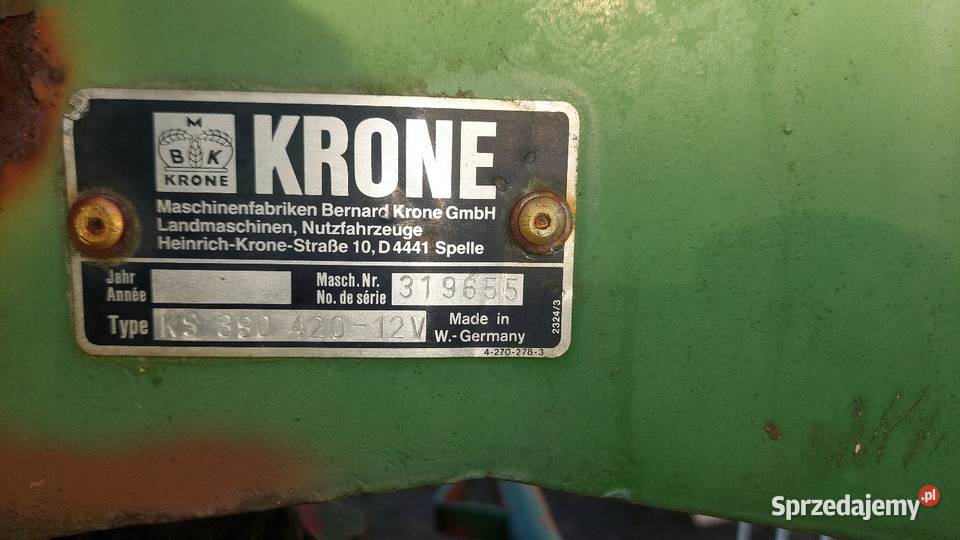 M
B K
KRONE
KRONE
Maschinenfabriken Bernard Krone GmbH
Landmaschinen, Nutzfahrzeuge
Heinrich-Krone-Straße 10, D 4441 Spelle
Jahr
Année
Masch. Nr.
No. de série
319655
Type
KS 390 420-12V
Made in
W.-Germany
2324/3
4-270-278-3
Sprzedajemy.pl